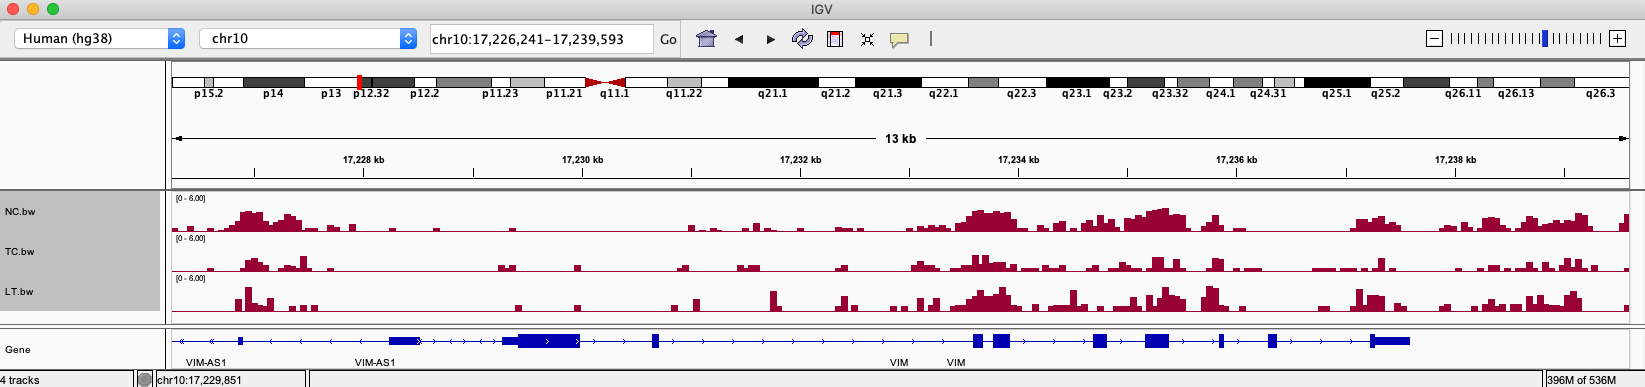 IGV
Human (hg38) chr10 chr10:17,226,241-17,239,593 Go
p15.2 p14 p13 p12.32 p12.2 p11.23 p11.21 q11.1 q11.22 q21.1 q21.2 q21.3 q22.1 q22.3 q23.1 q23.2 q23.32 q24.1 q24.31 q25.1 q25.2 q26.11 q26.13 q26.3
13 kb
17,228 kb 17,230 kb 17,232 kb 17,234 kb 17,236 kb 17,238 kb
[0 - 6.00]
NC.bw
[0 - 6.00]
TC.bw
[0 - 6.00]
LT.bw
Gene
VIM-AS1 VIM-AS1 VIM VIM
4 tracks chr10:17,229,851 396M of 536M